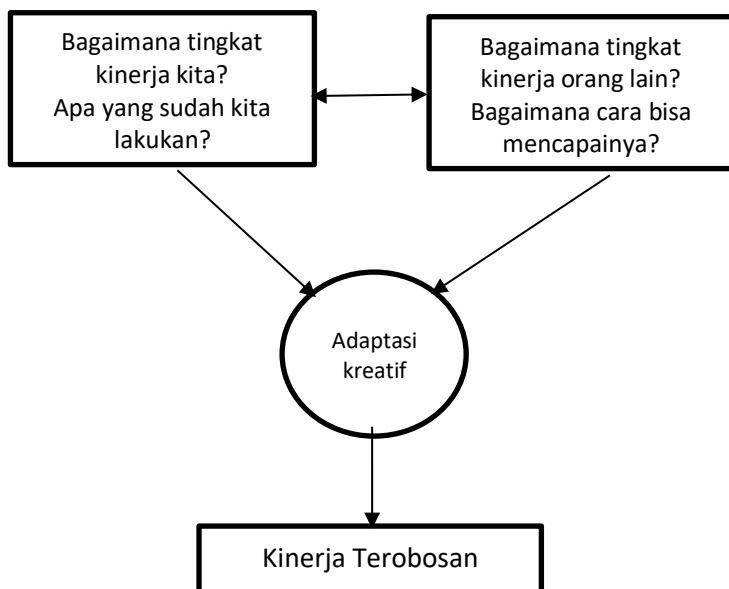 Bagaimana tingkat
kinerja kita?
Apa yang sudah kita
lakukan?
Bagaimana tingkat
kinerja orang lain?
Bagaimana cara bisa
mencapainya?
Adaptasi
kreatif
Kinerja Terobosan